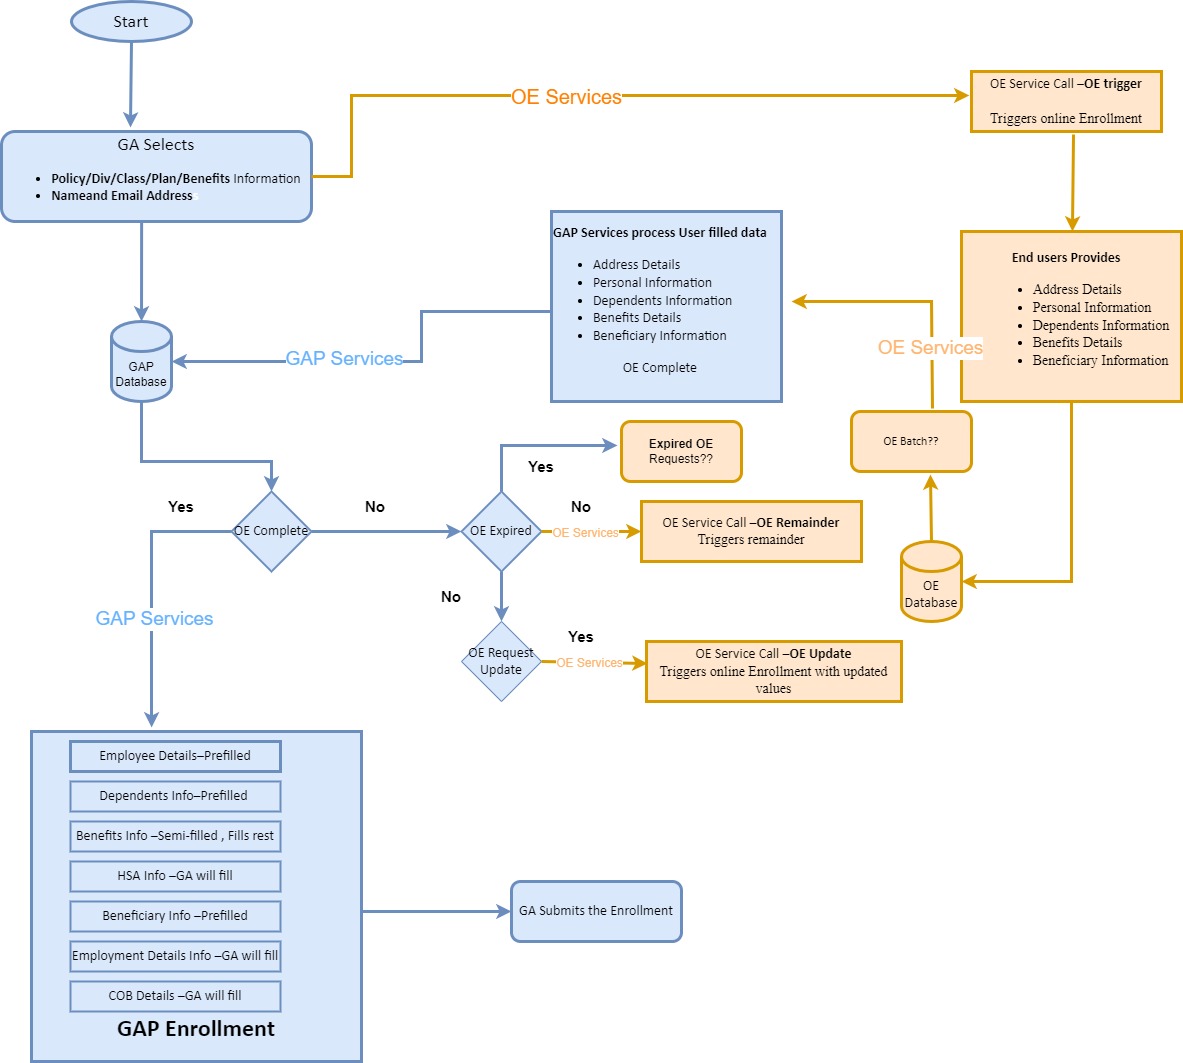 Start
OE Services
OE Service Call –OE trigger
Triggers online Enrollment
GA Selects
• Policy/Div/Class/Plan/Benefits Information
• Nameand Email Address
GAP Services process User filled data
• Address Details
• Personal Information
• Dependents Information
• Benefits Details
• Beneficiary Information
OE Complete
End users Provides
• Address Details
• Personal Information
• Dependents Information
• Benefits Details
• Beneficiary Information
OE Services
GAP Services
GAP
Database
OE Batch??
Expired OE
Requests??
Yes
Yes
No
No
OE Complete
OE Expired
OE Services
OE Service Call –OE Remainder
Triggers remainder
OE
Database
No
GAP Services
Yes
OE Request
Update
OE Services
OE Service Call –OE Update
Triggers online Enrollment with updated
values
Employee Details–Prefilled
Dependents Info–Prefilled
Benefits Info –Semi-filled , Fills rest
HSA Info –GA will fill
Beneficiary Info –Prefilled
Employment Details Info –GA will fill
COB Details –GA will fill
GAP Enrollment
GA Submits the Enrollment